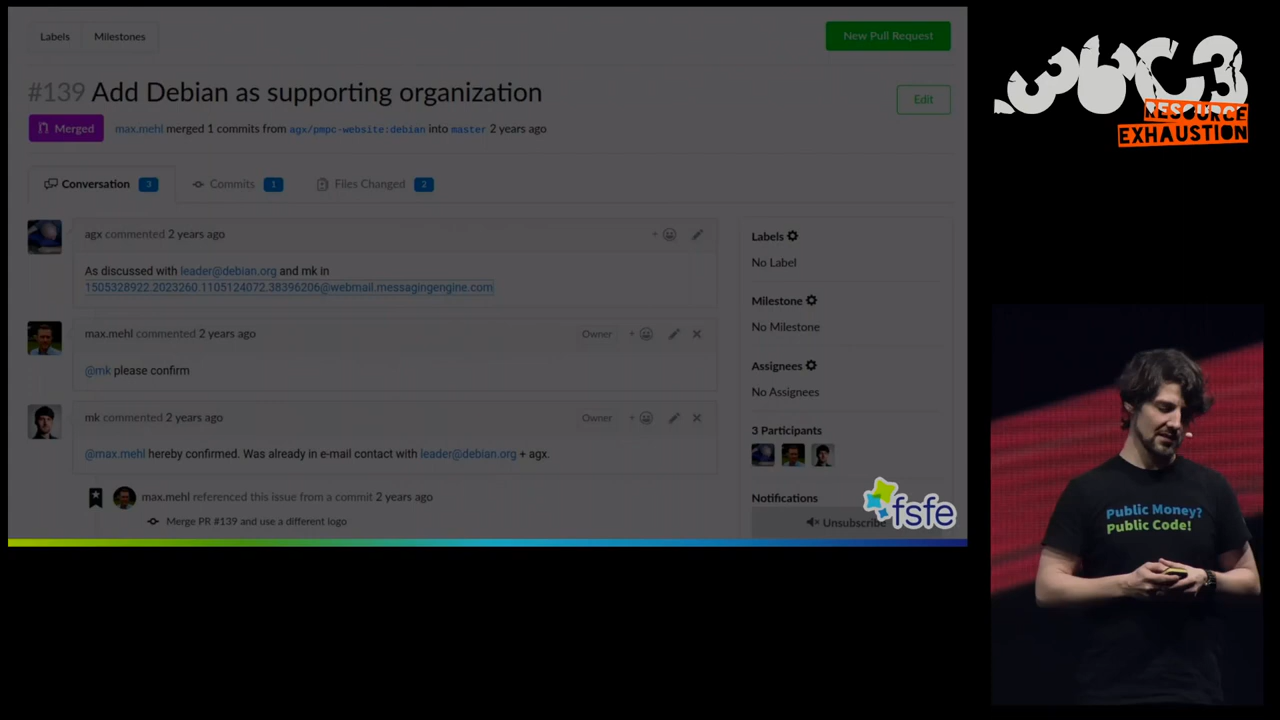 Labels Milestones New Pull Request
#139 Add Debian as supporting organization Edit
Merged max.mehl merged 1 commits from agx/pmpc-website:debian into master 2 years ago
Conversation 3 Commits 1 Files Changed 2
agx commented 2 years ago
As discussed with leader@debian.org and mk in
1505328922.2023260.1105124072.38396206@webmail.messagingengine.com
max.mehl commented 2 years ago Owner
@mk please confirm
mk commented 2 years ago Owner
@max.mehl hereby confirmed. Was already in e-mail contact with leader@debian.org + agx.
max.mehl referenced this issue from a commit 2 years ago
Merge PR #139 and use a different logo
Labels
No Label
Milestone
No Milestone
Assignees
No Assignees
3 Participants
Notifications
Unsubscribe
fsfe
36C3
RESOURCE
EXHAUSTION
Public Money?
Public Code!